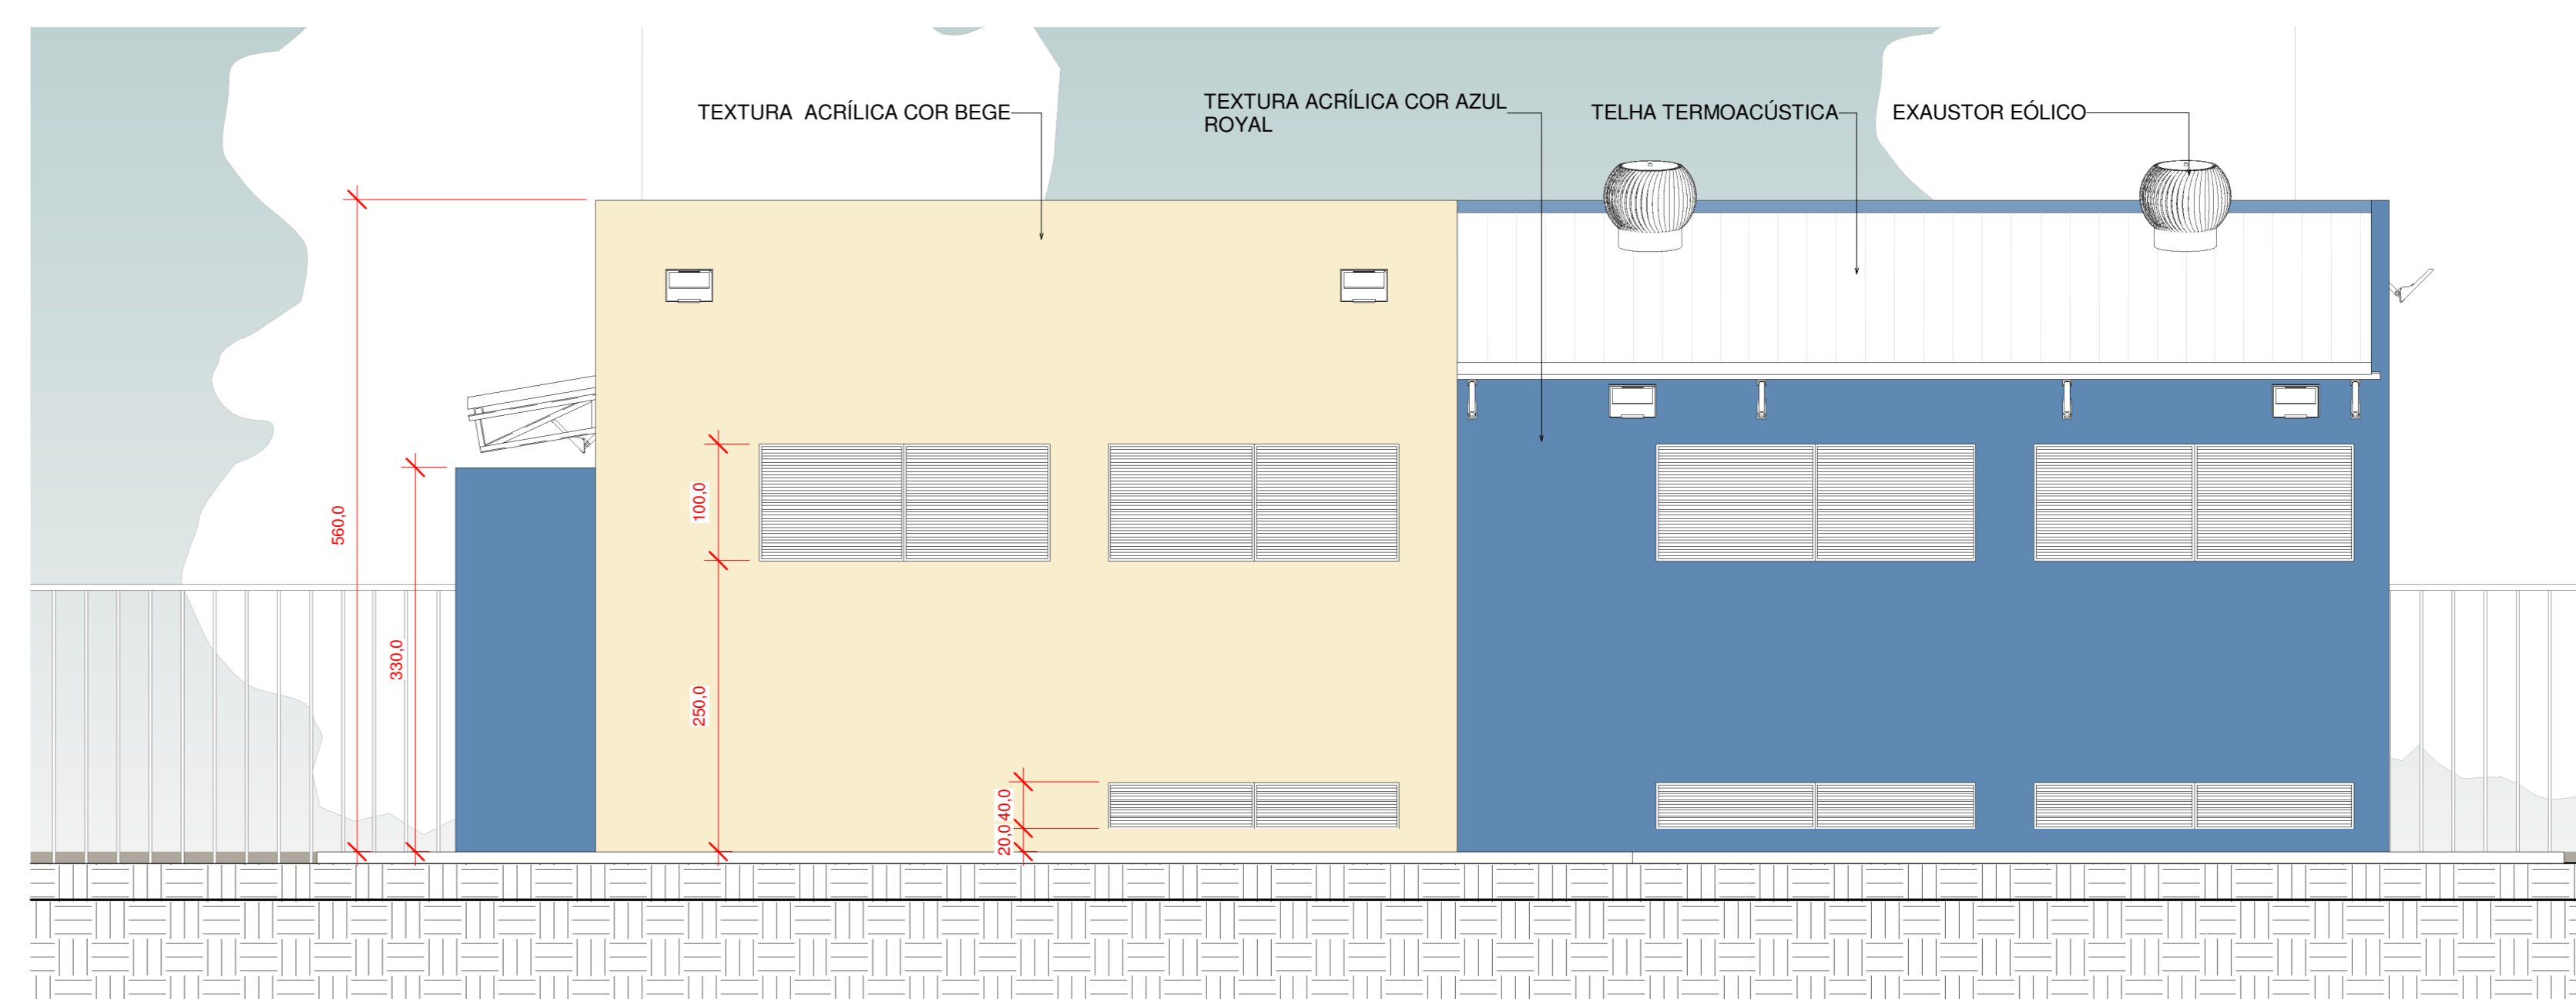 TEXTURA ACRÍLICA COR BEGE
TEXTURA ACRÍLICA COR AZUL
ROYAL
TELHA TERMOACÚSTICA
EXAUSTOR EÓLICO
560,0
330,0
100,0
250,0
40,0
20,0